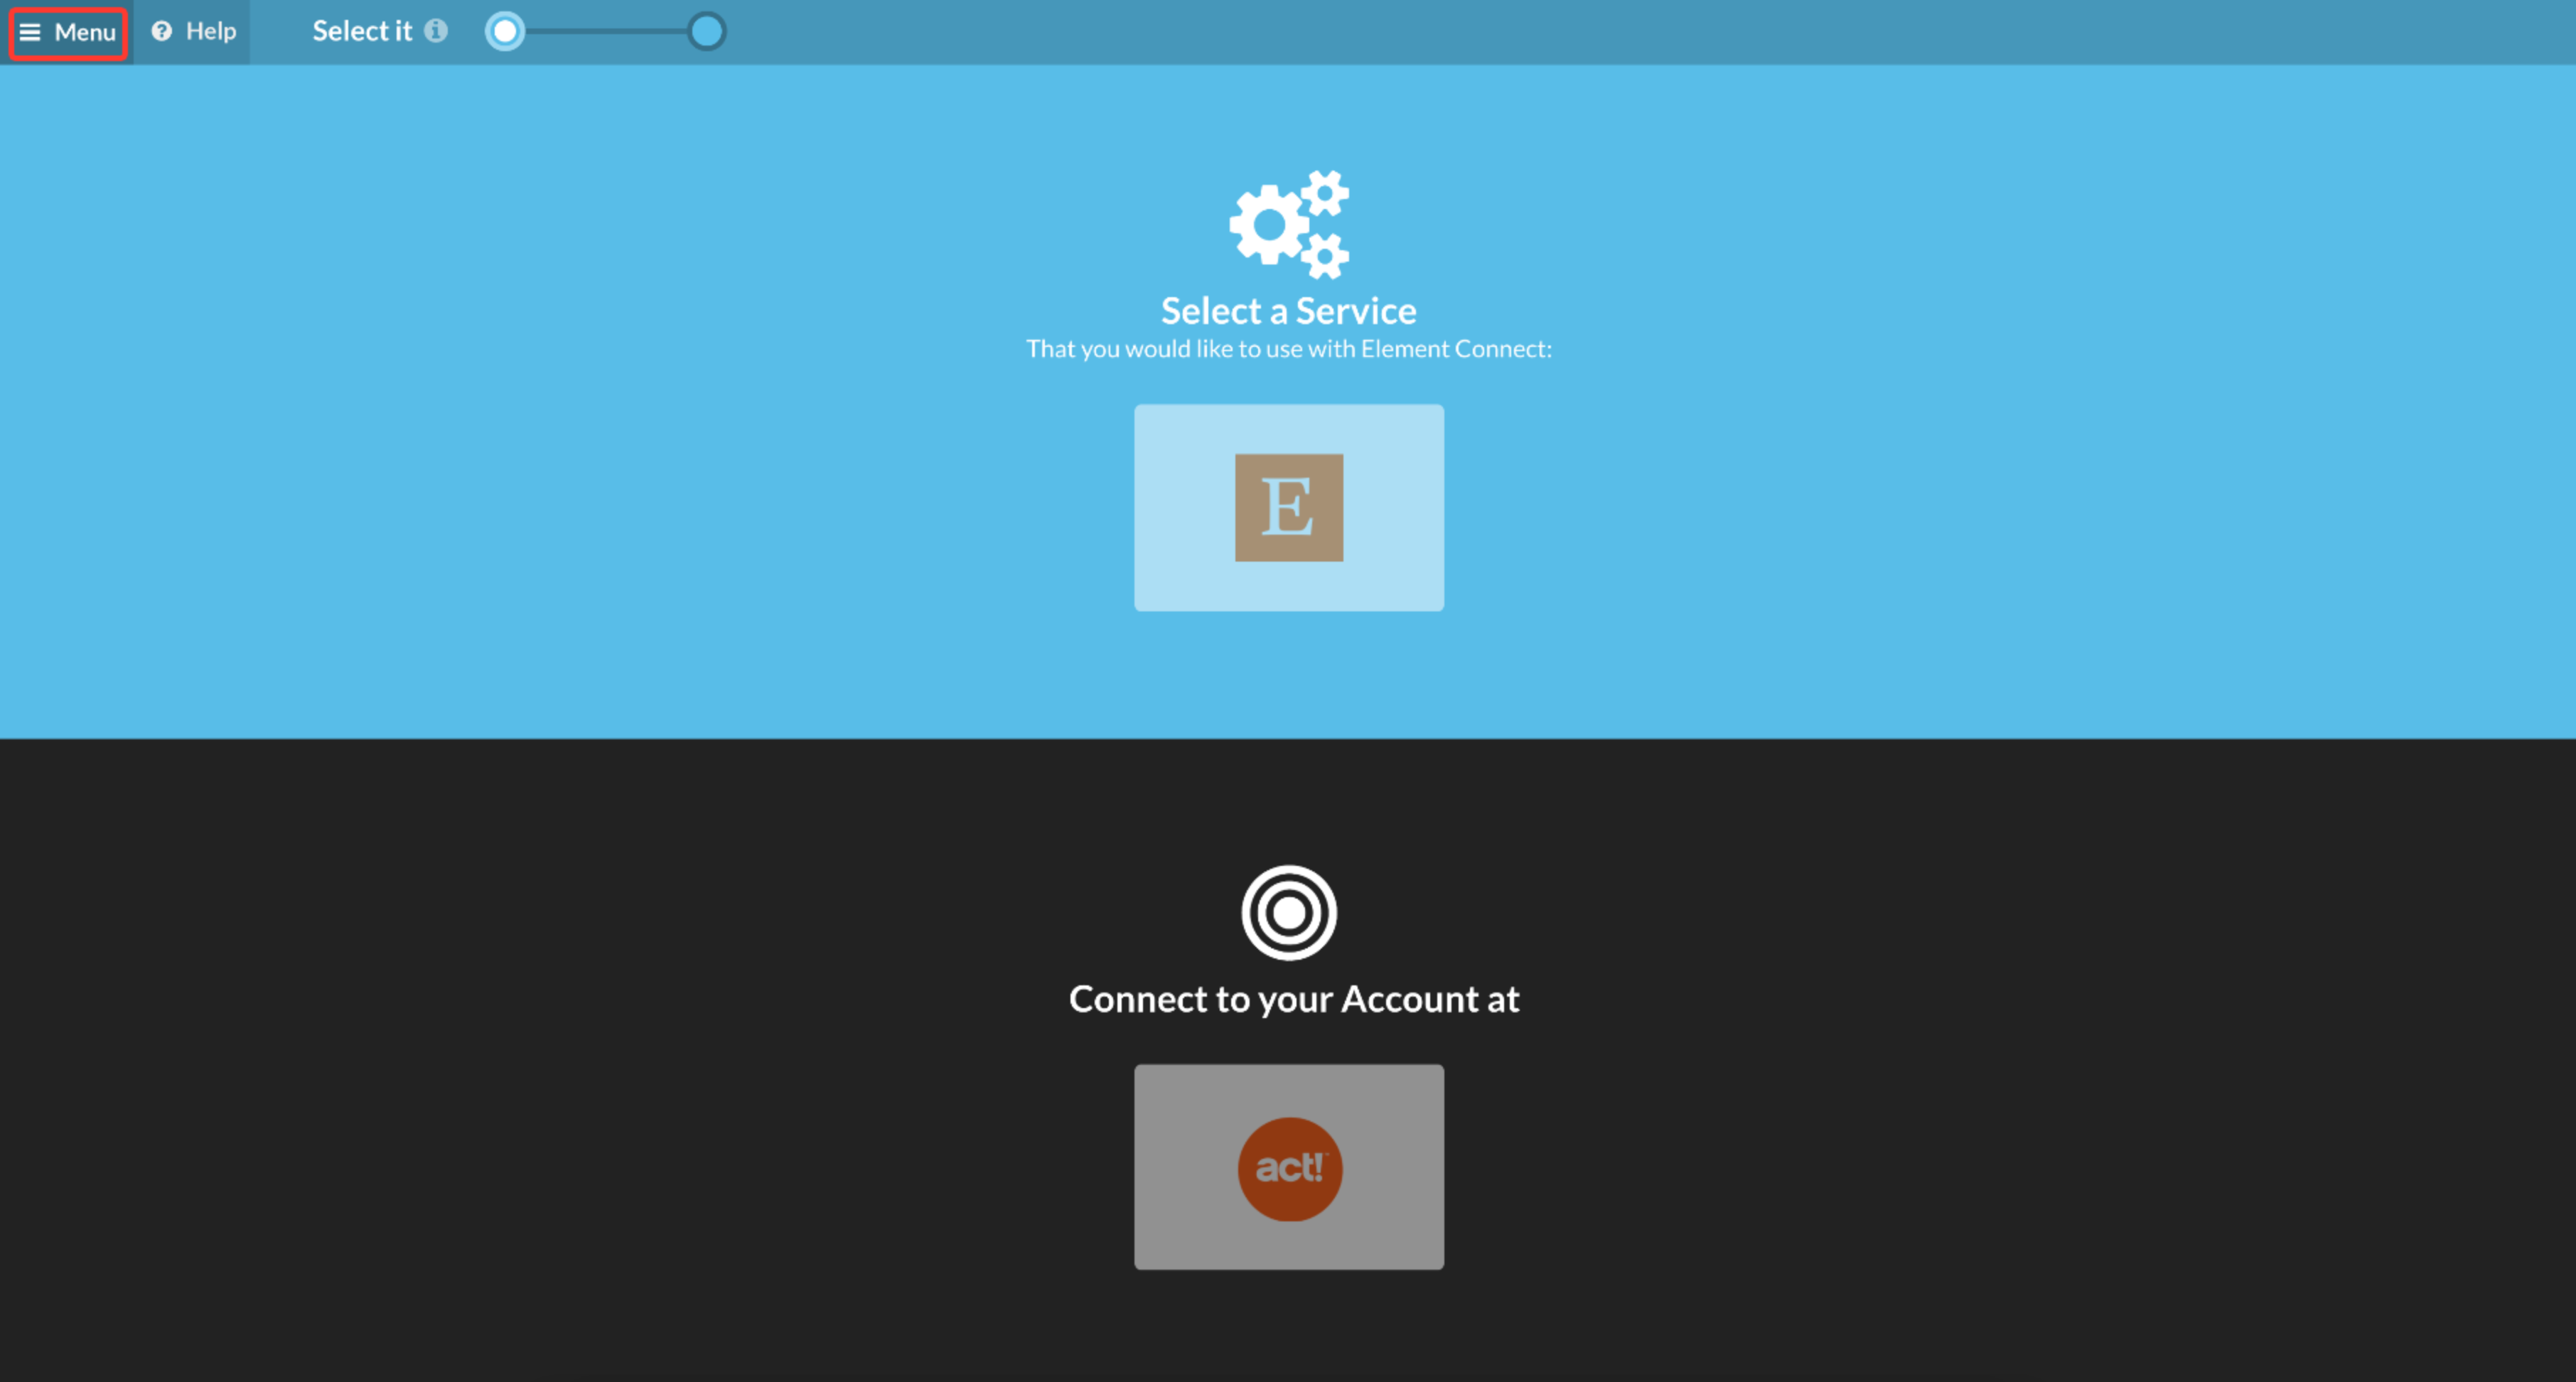 Menu
Help
Select it
Select a Service
That you would like to use with Element Connect:
E
Connect to your Account at
act!